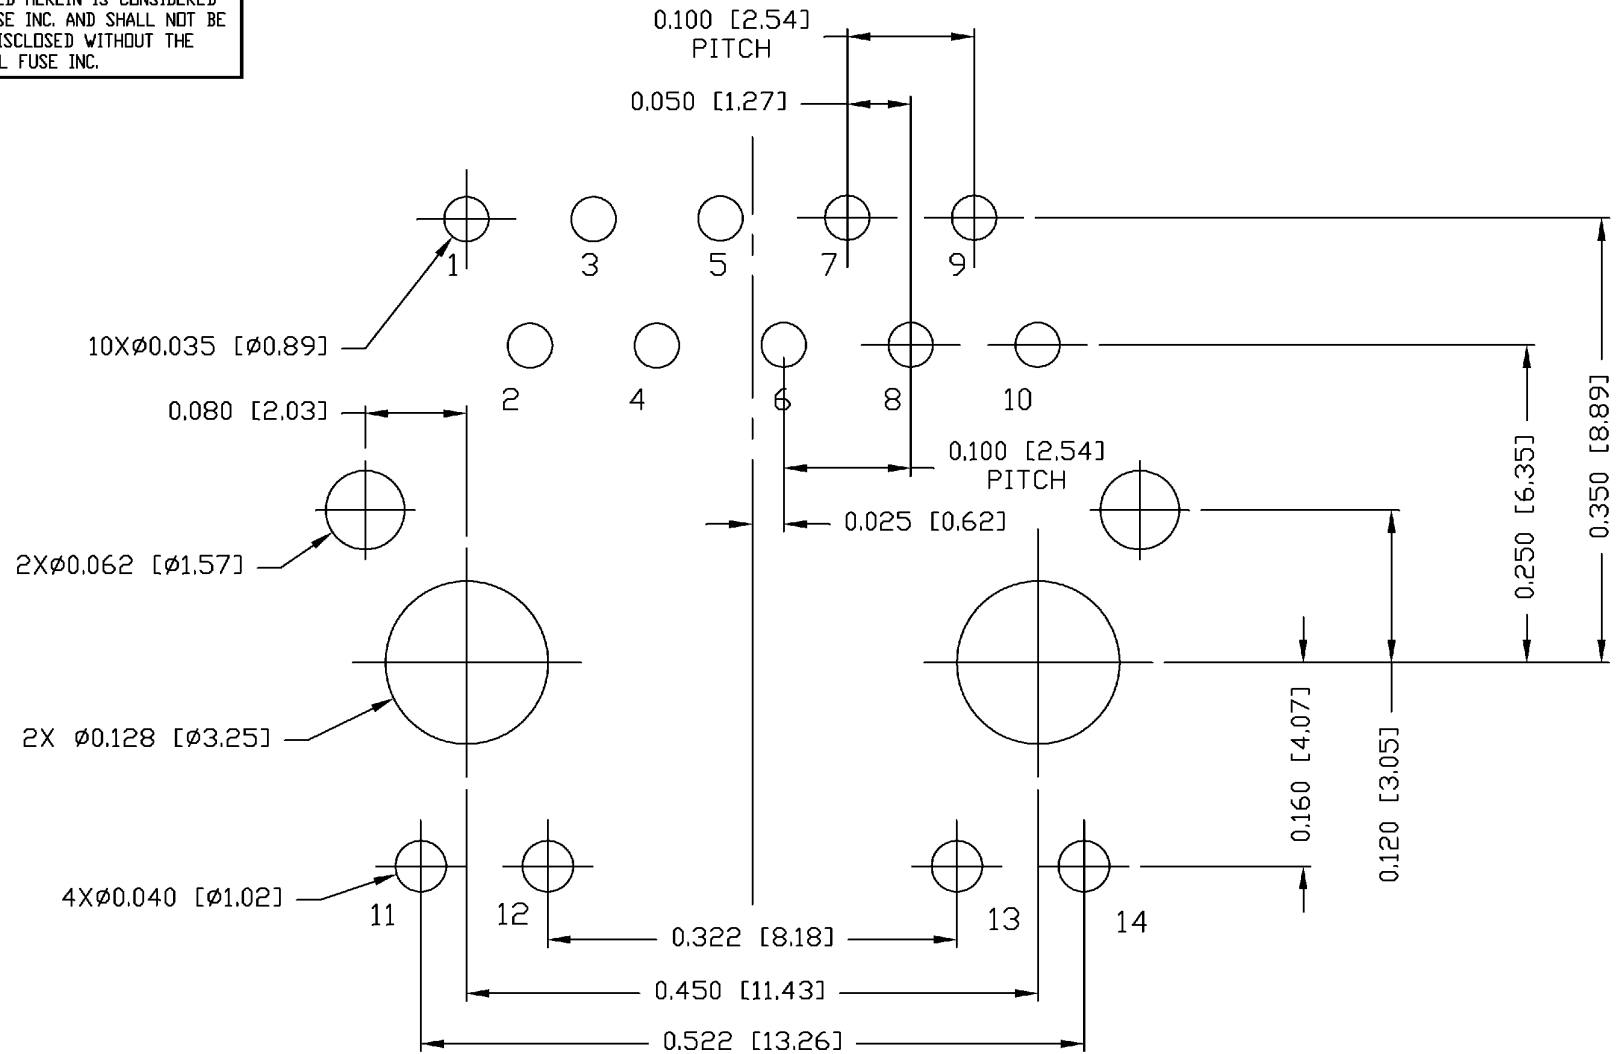 SE INC. AND SHALL NOT BE
ISCLOSED WITHOUT THE
L FUSE INC.
0.100 [2.54]
PITCH
0.050 [1.27]
1
3
5
7
9
10XØ0.035 [Ø0.89]
2
4
6
8
10
0.080 [2.03]
0.100 [2.54]
PITCH
0.025 [0.62]
2XØ0.062 [Ø1.57]
0.250 [6.35]
0.350 [8.89]
2X Ø0.128 [Ø3.25]
0.160 [4.07]
0.120 [3.05]
4XØ0.040 [Ø1.02]
11
12
13
14
0.322 [8.18]
0.450 [11.43]
0.522 [13.26]